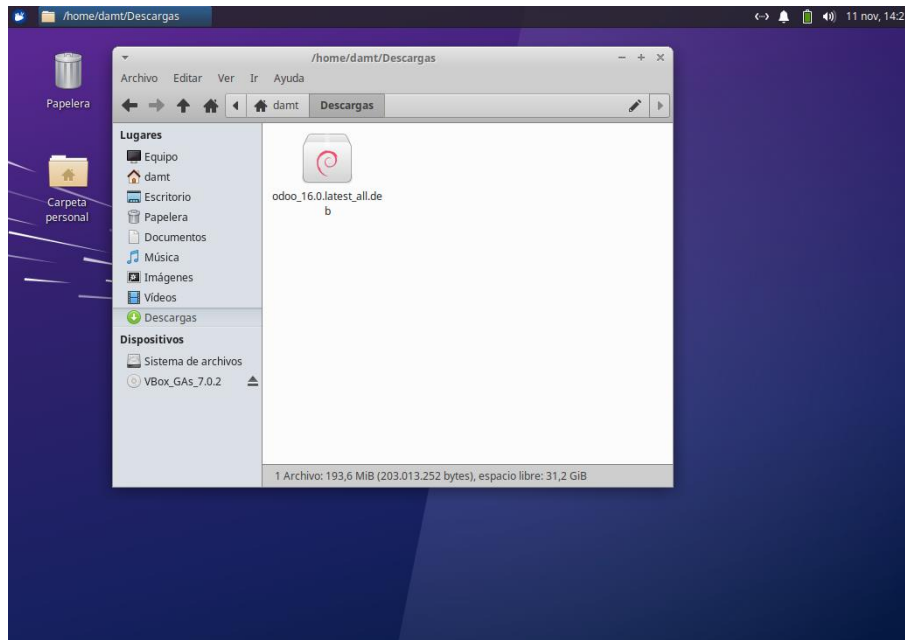 /home/damt/Descargas
11 nov, 14:2
Papelera
Carpeta
personal
/home/damt/Descargas
Archivo Editar Ver Ir Ayuda
damt Descargas
Lugares
Equipo
damt
Escritorio
Papelera
Documentos
Música
Imágenes
Vídeos
Descargas
Dispositivos
Sistema de archivos
VBox_GAs_7.0.2
odoo_16.0.latest_all.de
b
1 Archivo: 193,6 MiB (203.013.252 bytes), espacio libre: 31,2 GiB